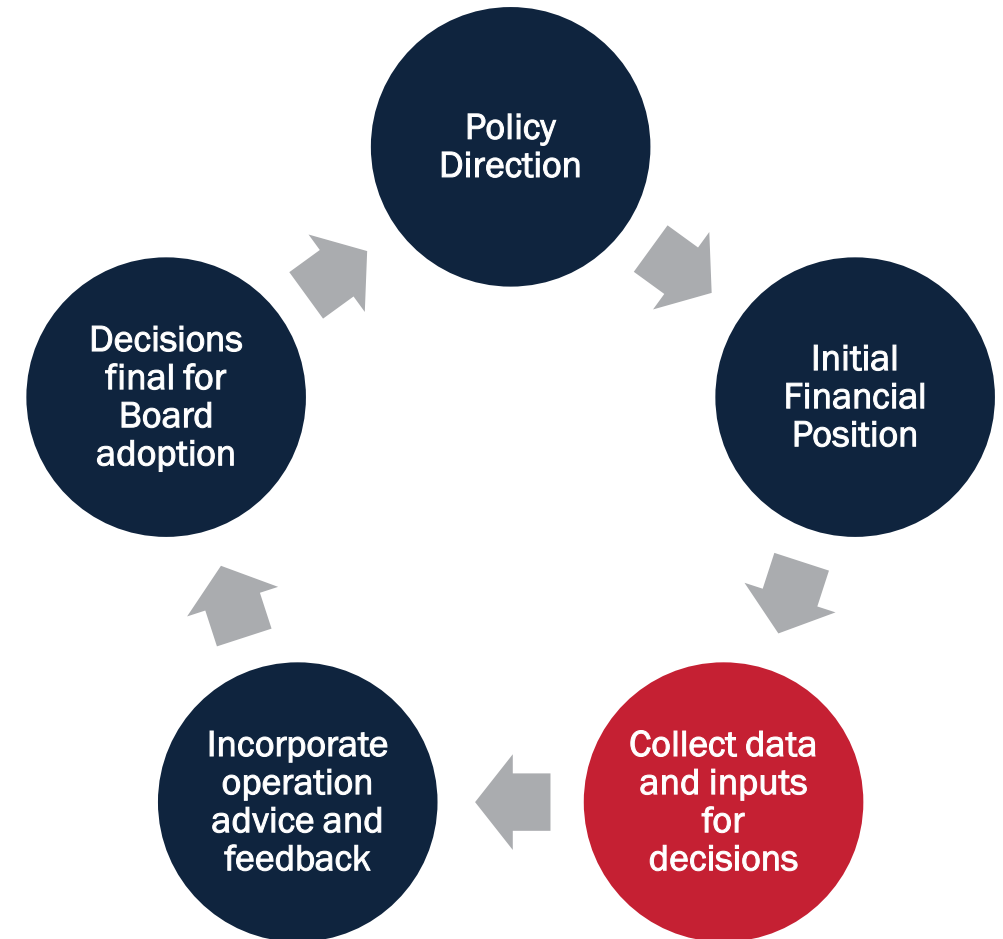 Policy
Direction
Initial
Financial
Position
Collect data
and inputs
for
decisions
Incorporate
operation
advice and
feedback
Decisions
final for
Board
adoption